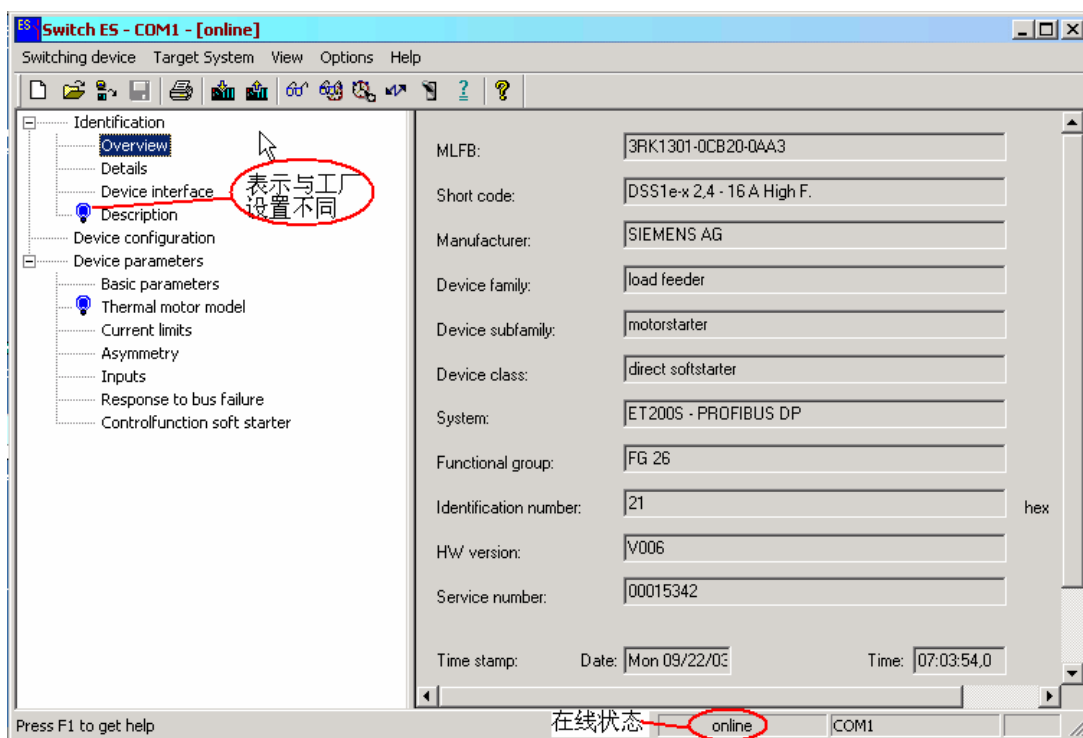 ES Switch ES - COM1 - [online]
Switching device Target System View Options Help
Identification
Overview
Details
Device interface
Description
Device configuration
Device parameters
Basic parameters
Thermal motor model
Current limits
Asymmetry
Inputs
Response to bus failure
Controlfunction soft starter
表示与工厂
设置不同
MLFB: 3RK1301-0CB20-0AA3
Short code: DSS1e-x 2,4 - 16 A High F.
Manufacturer: SIEMENS AG
Device family: load feeder
Device subfamily: motorstarter
Device class: direct softstarter
System: ET200S - PROFIBUS DP
Functional group: FG 26
Identification number: 21 hex
HW version: V006
Service number: 00015342
Time stamp: Date: Mon 09/22/03 Time: 07:03:54,0
Press F1 to get help 在线状态 online COM1